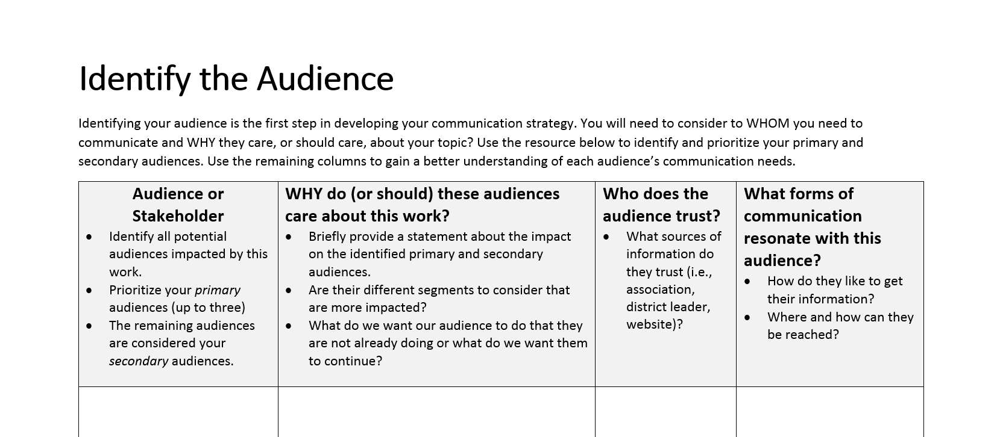 Identify the Audience
Identifying your audience is the first step in developing your communication strategy. You will need to consider to WHOM you need to
communicate and WHY they care, or should care, about your topic? Use the resource below to identify and prioritize your primary and
secondary audiences. Use the remaining columns to gain a better understanding of each audience’s communication needs.
Audience or
Stakeholder
• Identify all potential
audiences impacted by this
work.
• Prioritize your primary
audiences (up to three)
• The remaining audiences
are considered your
secondary audiences.
WHY do (or should) these audiences
care about this work?
• Briefly provide a statement about the impact
on the identified primary and secondary
audiences.
• Are their different segments to consider that
are more impacted?
• What do we want our audience to do that they
are not already doing or what do we want them
to continue?
Who does the
audience trust?
• What sources of
information do
they trust (i.e.,
association,
district leader,
website)?
What forms of
communication
resonate with this
audience?
• How do they like to get
their information?
• Where and how can they
be reached?